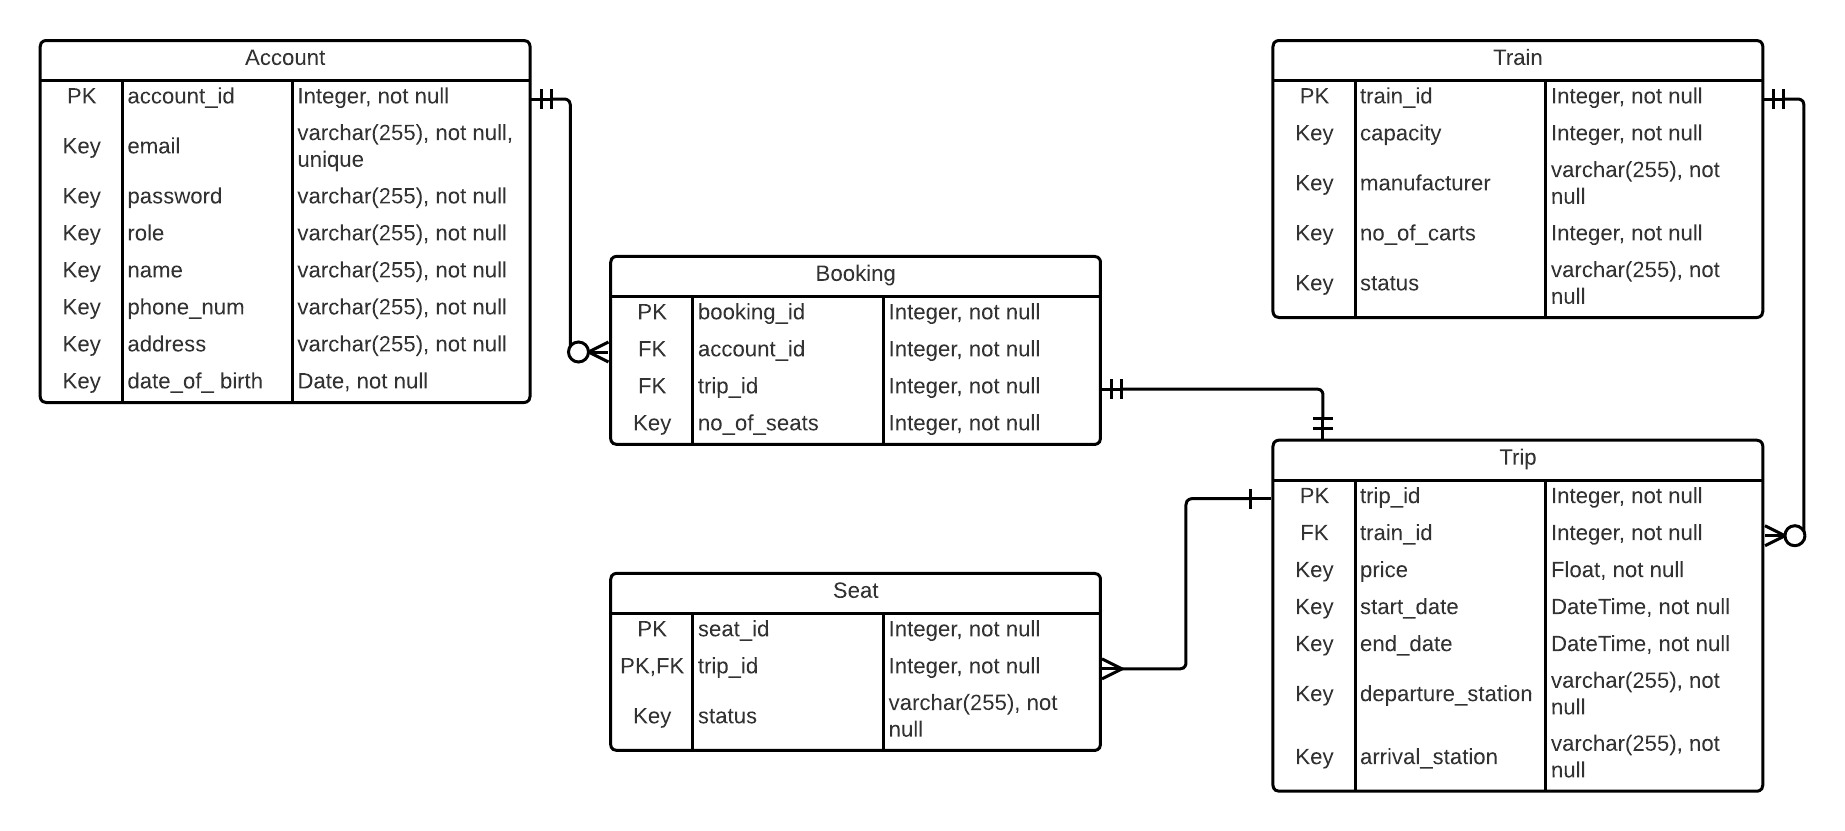 Account
PK account_id Integer, not null
Key email varchar(255), not null,
unique
Key password varchar(255), not null
Key role varchar(255), not null
Key name varchar(255), not null
Key phone_num varchar(255), not null
Key address varchar(255), not null
Key date_of_ birth Date, not null
Booking
PK booking_id Integer, not null
FK account_id Integer, not null
FK trip_id Integer, not null
Key no_of_seats Integer, not null
Seat
PK seat_id Integer, not null
PK,FK trip_id Integer, not null
Key status varchar(255), not
null
Train
PK train_id Integer, not null
Key capacity Integer, not null
Key manufacturer varchar(255), not
null
Key no_of_carts Integer, not null
Key status varchar(255), not
null
Trip
PK trip_id Integer, not null
FK train_id Integer, not null
Key price Float, not null
Key start_date DateTime, not null
Key end_date DateTime, not null
Key departure_station varchar(255), not
null
Key arrival_station varchar(255), not
null